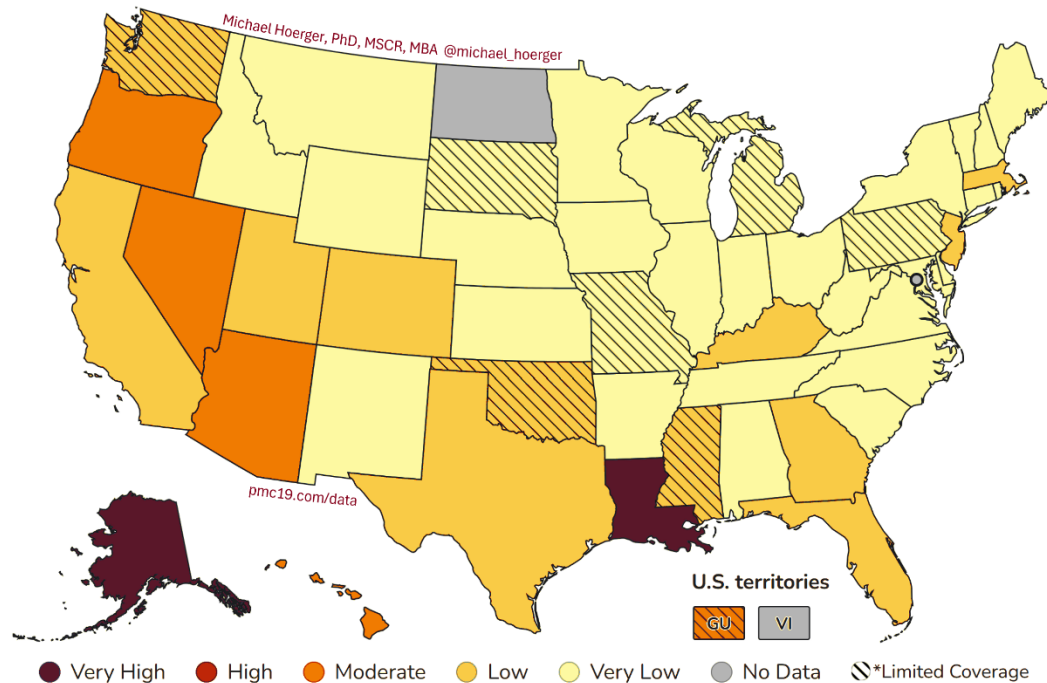 Michael Hoerger, PhD, MSCR, MBA @michael_hoerger
pmc19.com/data
U.S. territories
GU
VI
Very High
High
Moderate
Low
Very Low
No Data
*Limited Coverage